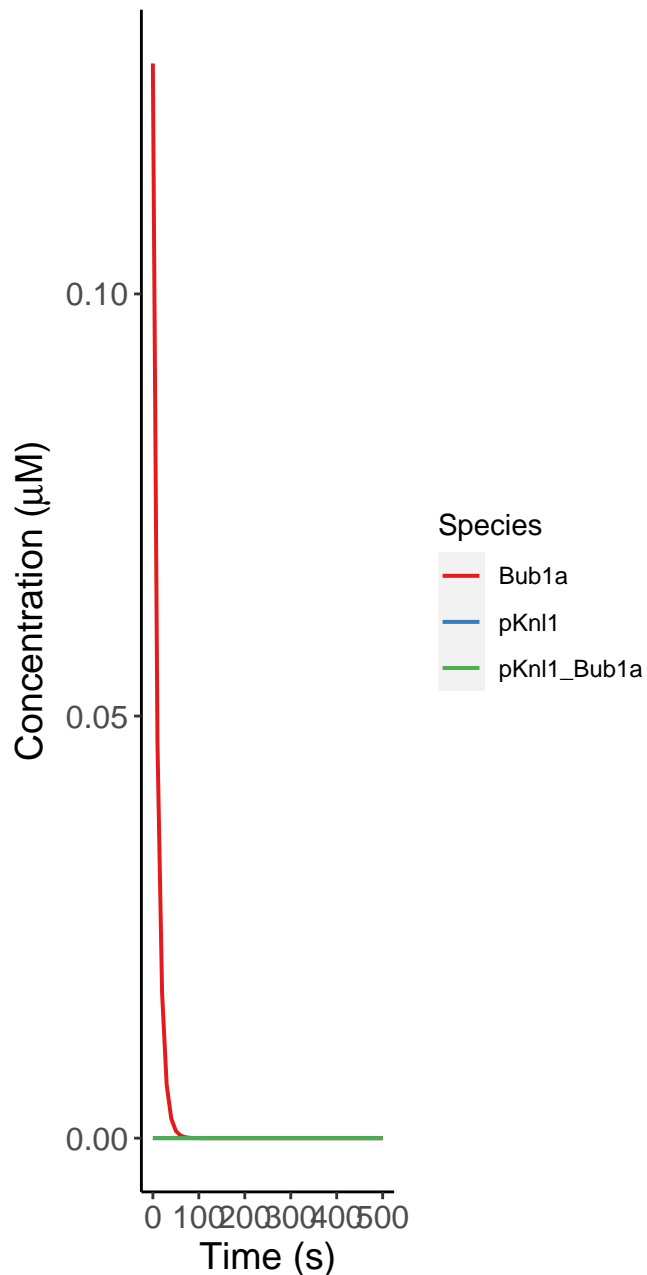 Concentration (μM)
0.10
0.05
0.00
0 100 200 300 400 500
Time (s)
Species
Bub1a
pKnl1
pKnl1_Bub1a